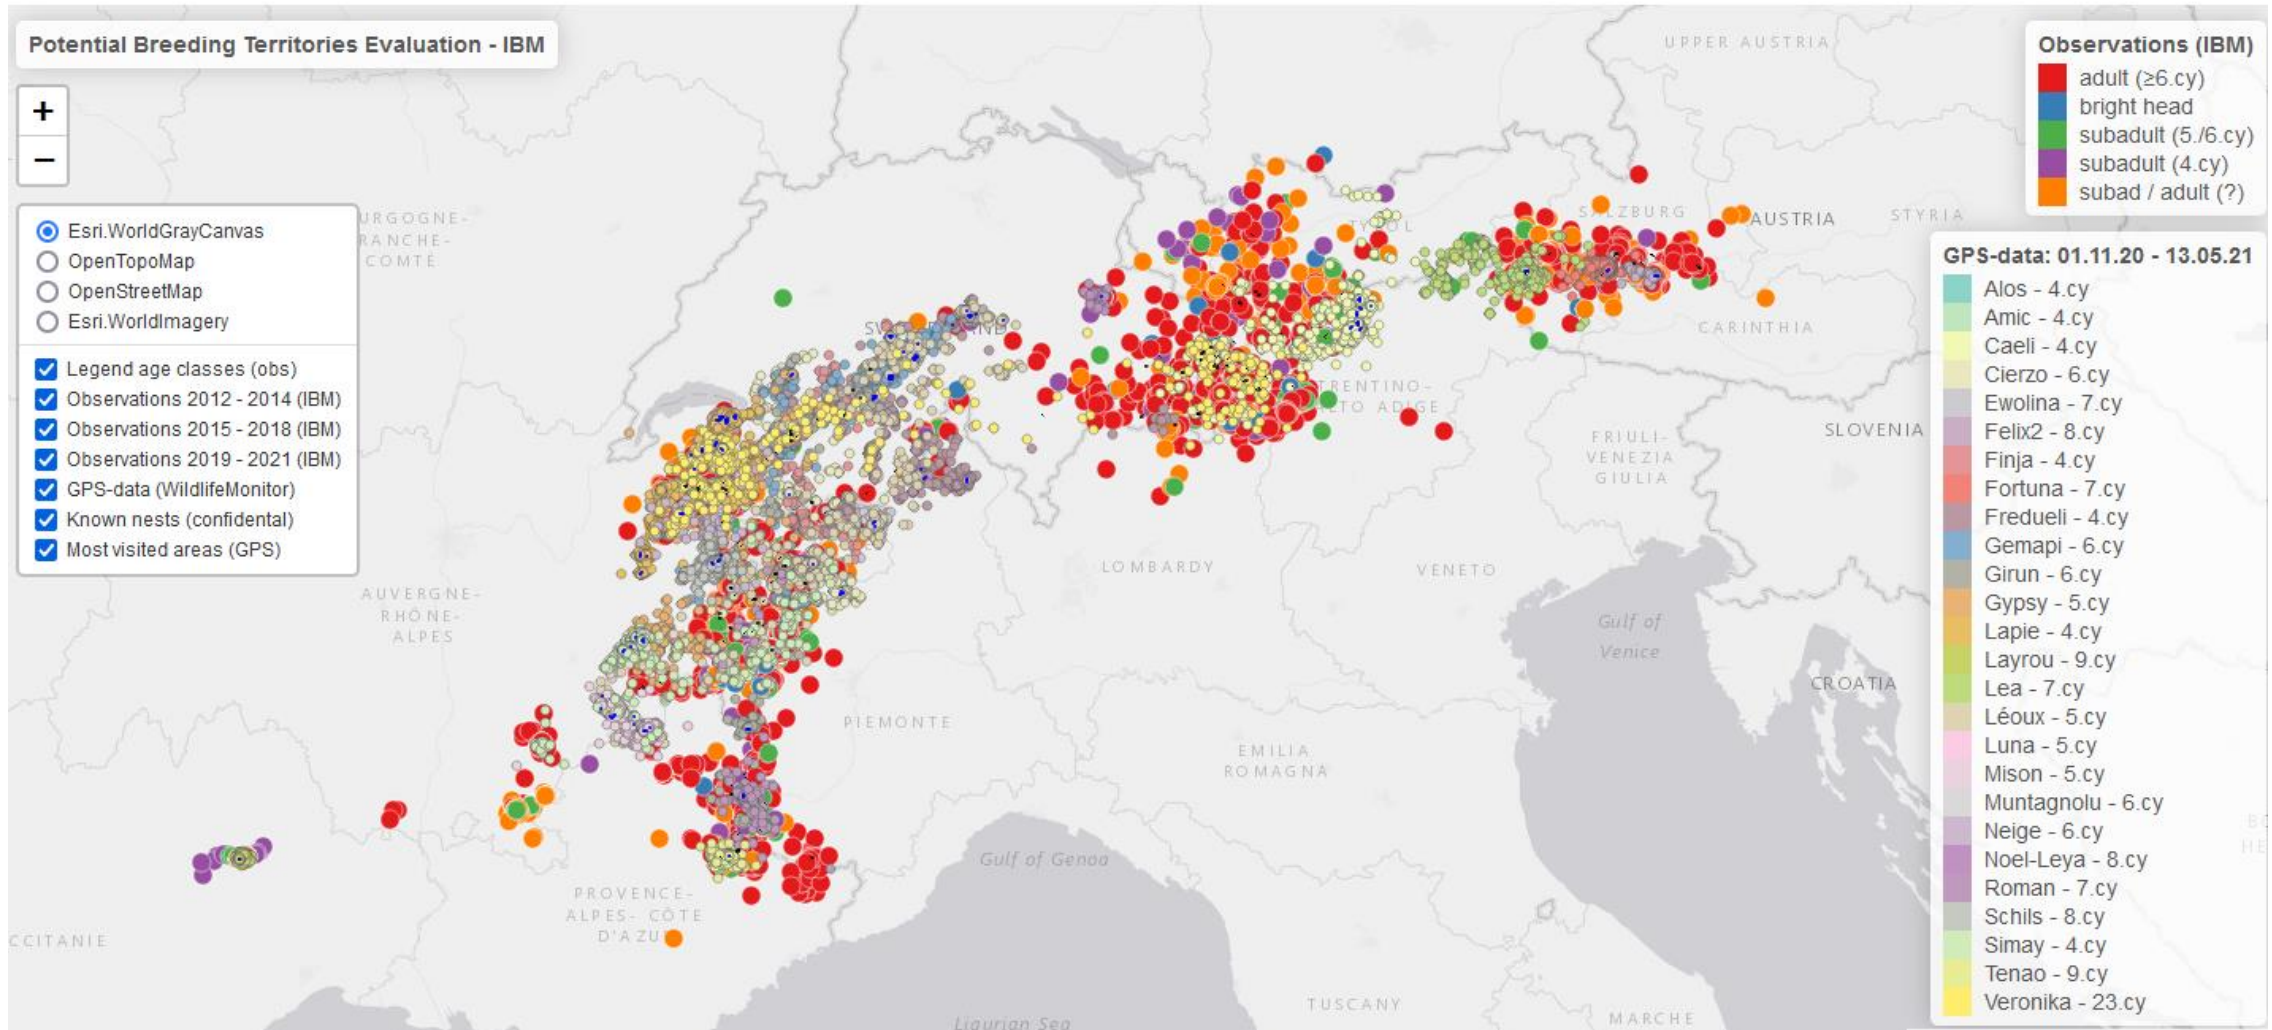 Potential Breeding Territories Evaluation - IBM
+
−
Esri.WorldGrayCanvas
OpenTopoMap
OpenStreetMap
Esri.WorldImagery
Legend age classes (obs)
Observations 2012 - 2014 (IBM)
Observations 2015 - 2018 (IBM)
Observations 2019 - 2021 (IBM)
GPS-data (WildlifeMonitor)
Known nests (confidental)
Most visited areas (GPS)
Observations (IBM)
adult (≥6.cy)
bright head
subadult (5./6.cy)
subadult (4.cy)
subad / adult (?)
GPS-data: 01.11.20 - 13.05.21
Alos - 4.cy
Amic - 4.cy
Caeli - 4.cy
Cierzo - 6.cy
Ewolina - 7.cy
Felix2 - 8.cy
Finja - 4.cy
Fortuna - 7.cy
Fredueli - 4.cy
Gemapi - 6.cy
Girun - 6.cy
Gypsy - 5.cy
Lapie - 4.cy
Layrou - 9.cy
Lea - 7.cy
Léoux - 5.cy
Luna - 5.cy
Mison - 5.cy
Muntagnolu - 6.cy
Neige - 6.cy
Noel-Leya - 8.cy
Roman - 7.cy
Schils - 8.cy
Simay - 4.cy
Tenao - 9.cy
Veronika - 23.cy
UPPER AUSTRIA
URGOGNE-
RANCHE-
COMTÉ
SALZBURG
AUSTRIA
STYRIA
TYROL
CARINTHIA
TRENTINO-
ALTO ADIGE
FRIULI-
VENEZIA
GIULIA
SLOVENIA
LOMBARDY
VENETO
AUVERGNE-
RHÔNE-
ALPES
Gulf of
Venice
CROATIA
PIEMONTE
EMILIA
ROMAGNA
Gulf of Genoa
PROVENCE-
ALPES- CÔTE
D'AZU
CCITANIE
TUSCANY
MARCHE
Ligurian Sea